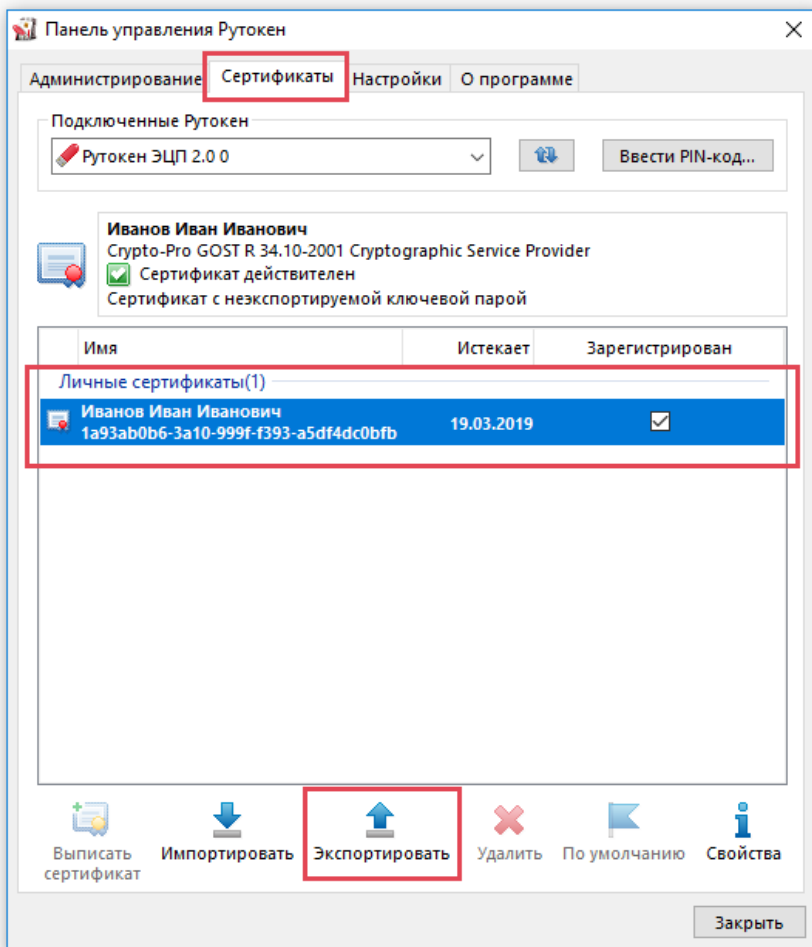 Панель управления Рутокен
Администрирование Сертификаты Настройки О программе
Подключенные Рутокен
Рутокен ЭЦП 2.0 0 Ввести PIN-код...
Иванов Иван Иванович
Crypto-Pro GOST R 34.10-2001 Cryptographic Service Provider
Сертификат действителен
Сертификат с неэкспортируемой ключевой парой
Имя Истекает Зарегистрирован
Личные сертификаты(1)
Иванов Иван Иванович
1a93ab0b6-3a10-999f-f393-a5df4dc0bfb 19.03.2019
Выписать сертификат Импортировать Экспортировать Удалить По умолчанию Свойства
Закрыть